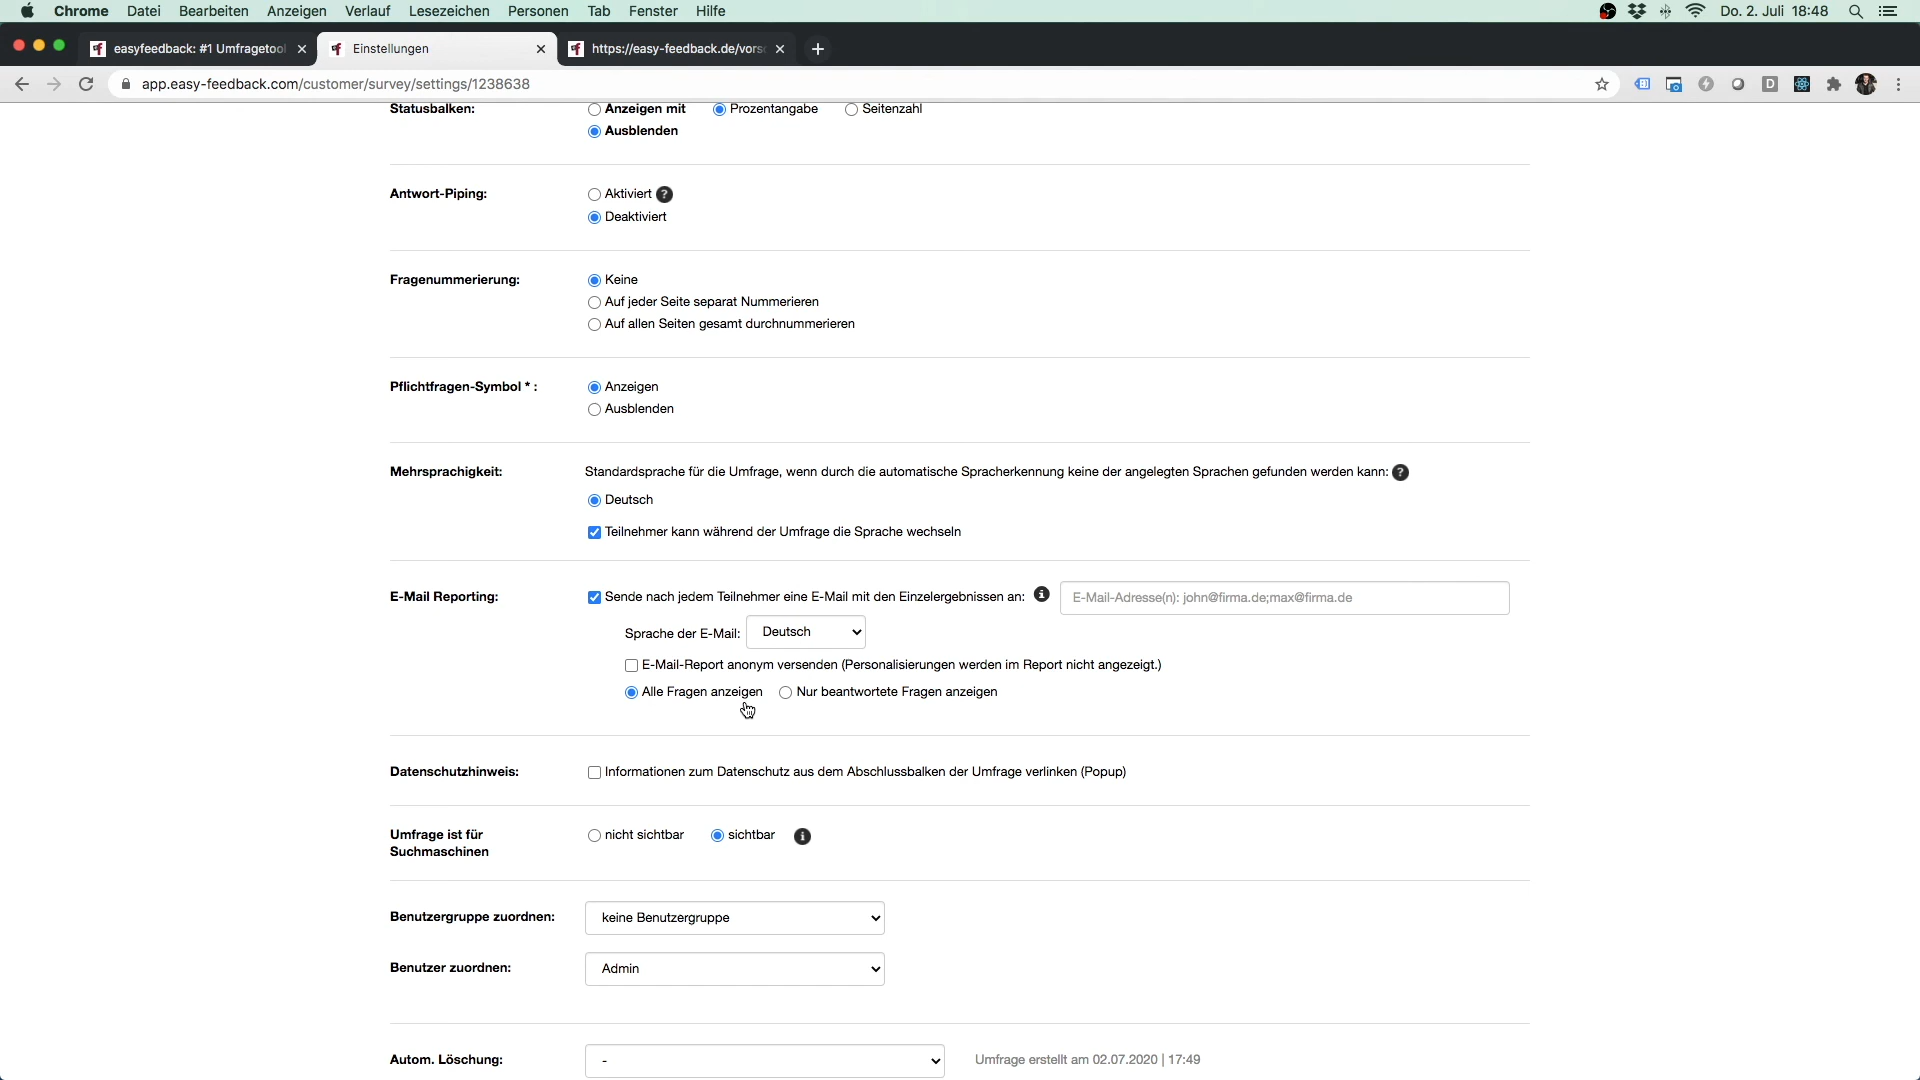 Chrome Datei Bearbeiten Anzeigen Verlauf Lesezeichen Personen Tab Fenster Hilfe Do. 2. Juli 18:48
easyfeedback: #1 Umfragetool Einstellungen https://easy-feedback.de/vors
app.easy-feedback.com/customer/survey/settings/1238638
Statusbalken: Anzeigen mit Prozentangabe Seitenzahl
Ausblenden
Antwort-Piping: Aktiviert ?
Deaktiviert
Fragenummerierung: Keine
Auf jeder Seite separat Nummerieren
Auf allen Seiten gesamt durchnummerieren
Pflichtfragen-Symbol * : Anzeigen
Ausblenden
Mehrsprachigkeit: Standardsprache für die Umfrage, wenn durch die automatische Spracherkennung keine der angelegten Sprachen gefunden werden kann: ?
Deutsch
Teilnehmer kann während der Umfrage die Sprache wechseln
E-Mail Reporting: Sende nach jedem Teilnehmer eine E-Mail mit den Einzelergebnissen an: i E-Mail-Adresse(n): john@firma.de;max@firma.de
Sprache der E-Mail: Deutsch
E-Mail-Report anonym versenden (Personalisierungen werden im Report nicht angezeigt.)
Alle Fragen anzeigen Nur beantwortete Fragen anzeigen
Datenschutzhinweis: Informationen zum Datenschutz aus dem Abschlussbalken der Umfrage verlinken (Popup)
Umfrage ist für nicht sichtbar sichtbar i
Suchmaschinen
Benutzergruppe zuordnen: keine Benutzergruppe
Benutzer zuordnen: Admin
Autom. Löschung: - Umfrage erstellt am 02.07.2020 | 17:49